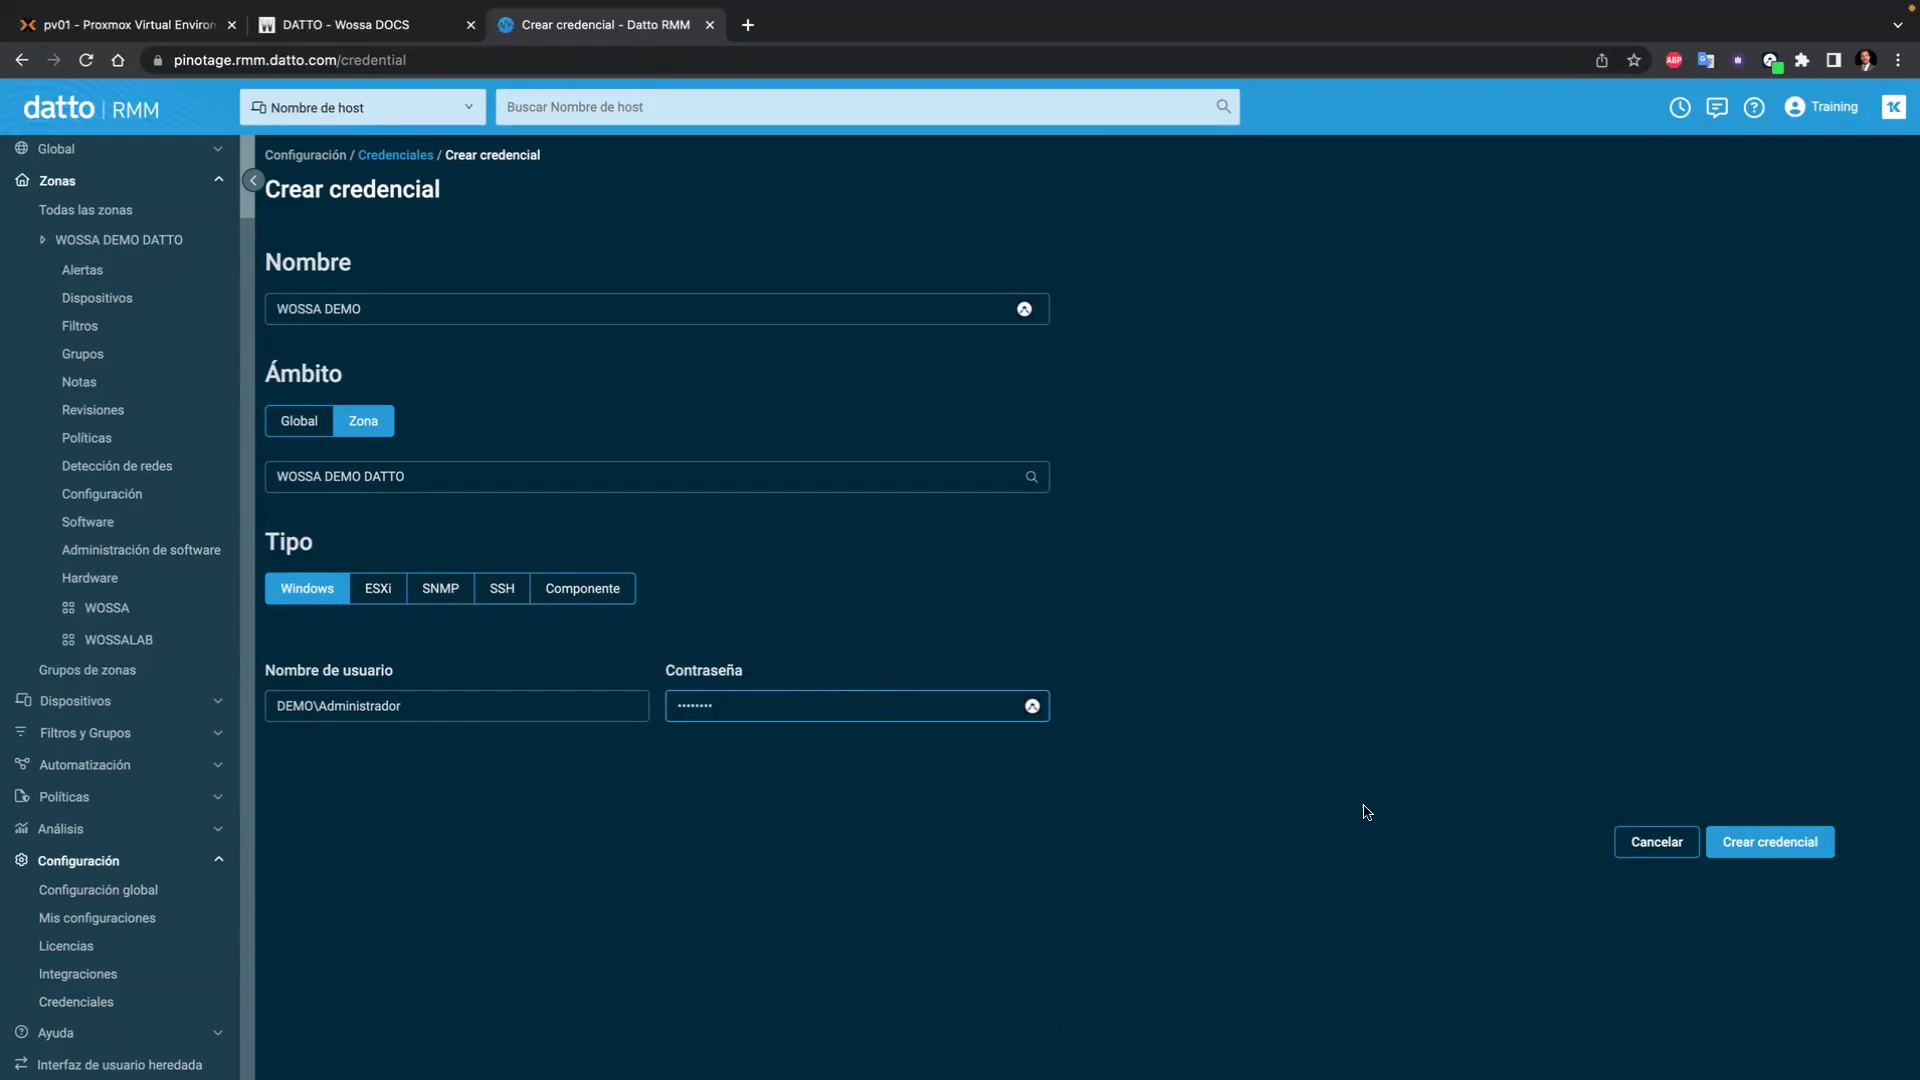 pv01 - Proxmox Virtual Environ
DATTO - Wossa DOCS
Crear credencial - Datto RMM
pinotage.rmm.datto.com/credential
ABP
datto | RMM
Nombre de host
Buscar Nombre de host
Training
Global
Zonas
Todas las zonas
WOSSA DEMO DATTO
Alertas
Dispositivos
Filtros
Grupos
Notas
Revisiones
Políticas
Detección de redes
Configuración
Software
Administración de software
Hardware
WOSSA
WOSSALAB
Grupos de zonas
Dispositivos
Filtros y Grupos
Automatización
Políticas
Análisis
Configuración
Configuración global
Mis configuraciones
Licencias
Integraciones
Credenciales
Ayuda
Interfaz de usuario heredada
Configuración / Credenciales / Crear credencial
Crear credencial
Nombre
WOSSA DEMO
Ámbito
Global Zona
WOSSA DEMO DATTO
Tipo
Windows ESXi SNMP SSH Componente
Nombre de usuario Contraseña
DEMO\Administrador ••••••••
Cancelar Crear credencial